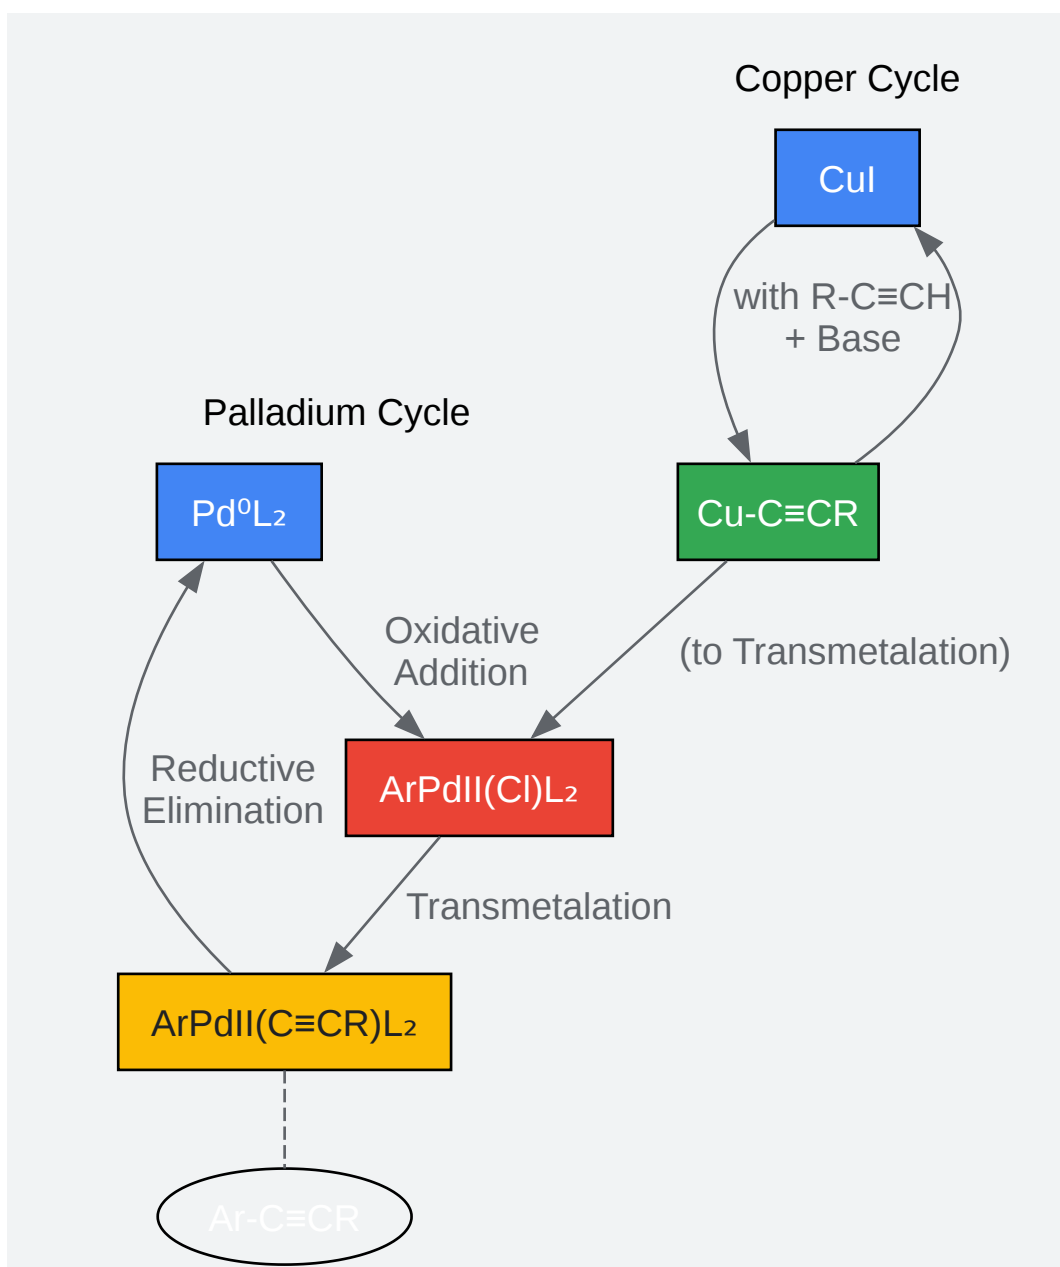 Copper Cycle
CuI
with R-C≡CH
+ Base
Palladium Cycle
Pd⁰L₂
Cu-C≡CR
Oxidative
Addition
(to Transmetalation)
Reductive
Elimination
ArPdII(Cl)L₂
Transmetalation
ArPdII(C≡CR)L₂
Ar-C≡CR